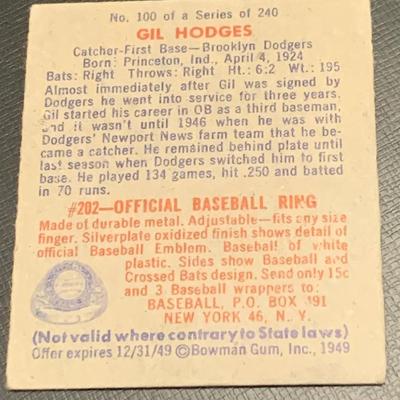 No. 100 of a Series of 240
GIL HODGES
Catcher-First Base—Brooklyn Dodgers
Born: Princeton, Ind., April 4, 1924
Bats: Right Throws: Right Ht.: 6:2 Wt.: 195
Almost immediately after Gil was signed by
Dodgers he went into service for three years.
Gil started his career in OB as a third baseman,
and it wasn't until 1946 when he was with
Dodgers' Newport News farm team that he be-
came a catcher. He remained behind plate until
last season when Dodgers switched him to first
base. He played 134 games, hit .250 and batted
in 70 runs.
#202—OFFICIAL BASEBALL RING
Made of durable metal. Adjustable—fits any size
finger. Silverplate oxidized finish shows detail of
official Baseball Emblem. Baseball of white
plastic. Sides show Baseball and
Crossed Bats design. Send only 15c
and 3 Baseball wrappers to:
BASEBALL, P.O. BOX 491
NEW YORK 46, N. Y.
(Not valid where contrary to State laws)
Offer expires 12/31/49 ©Bowman Gum, Inc., 1949